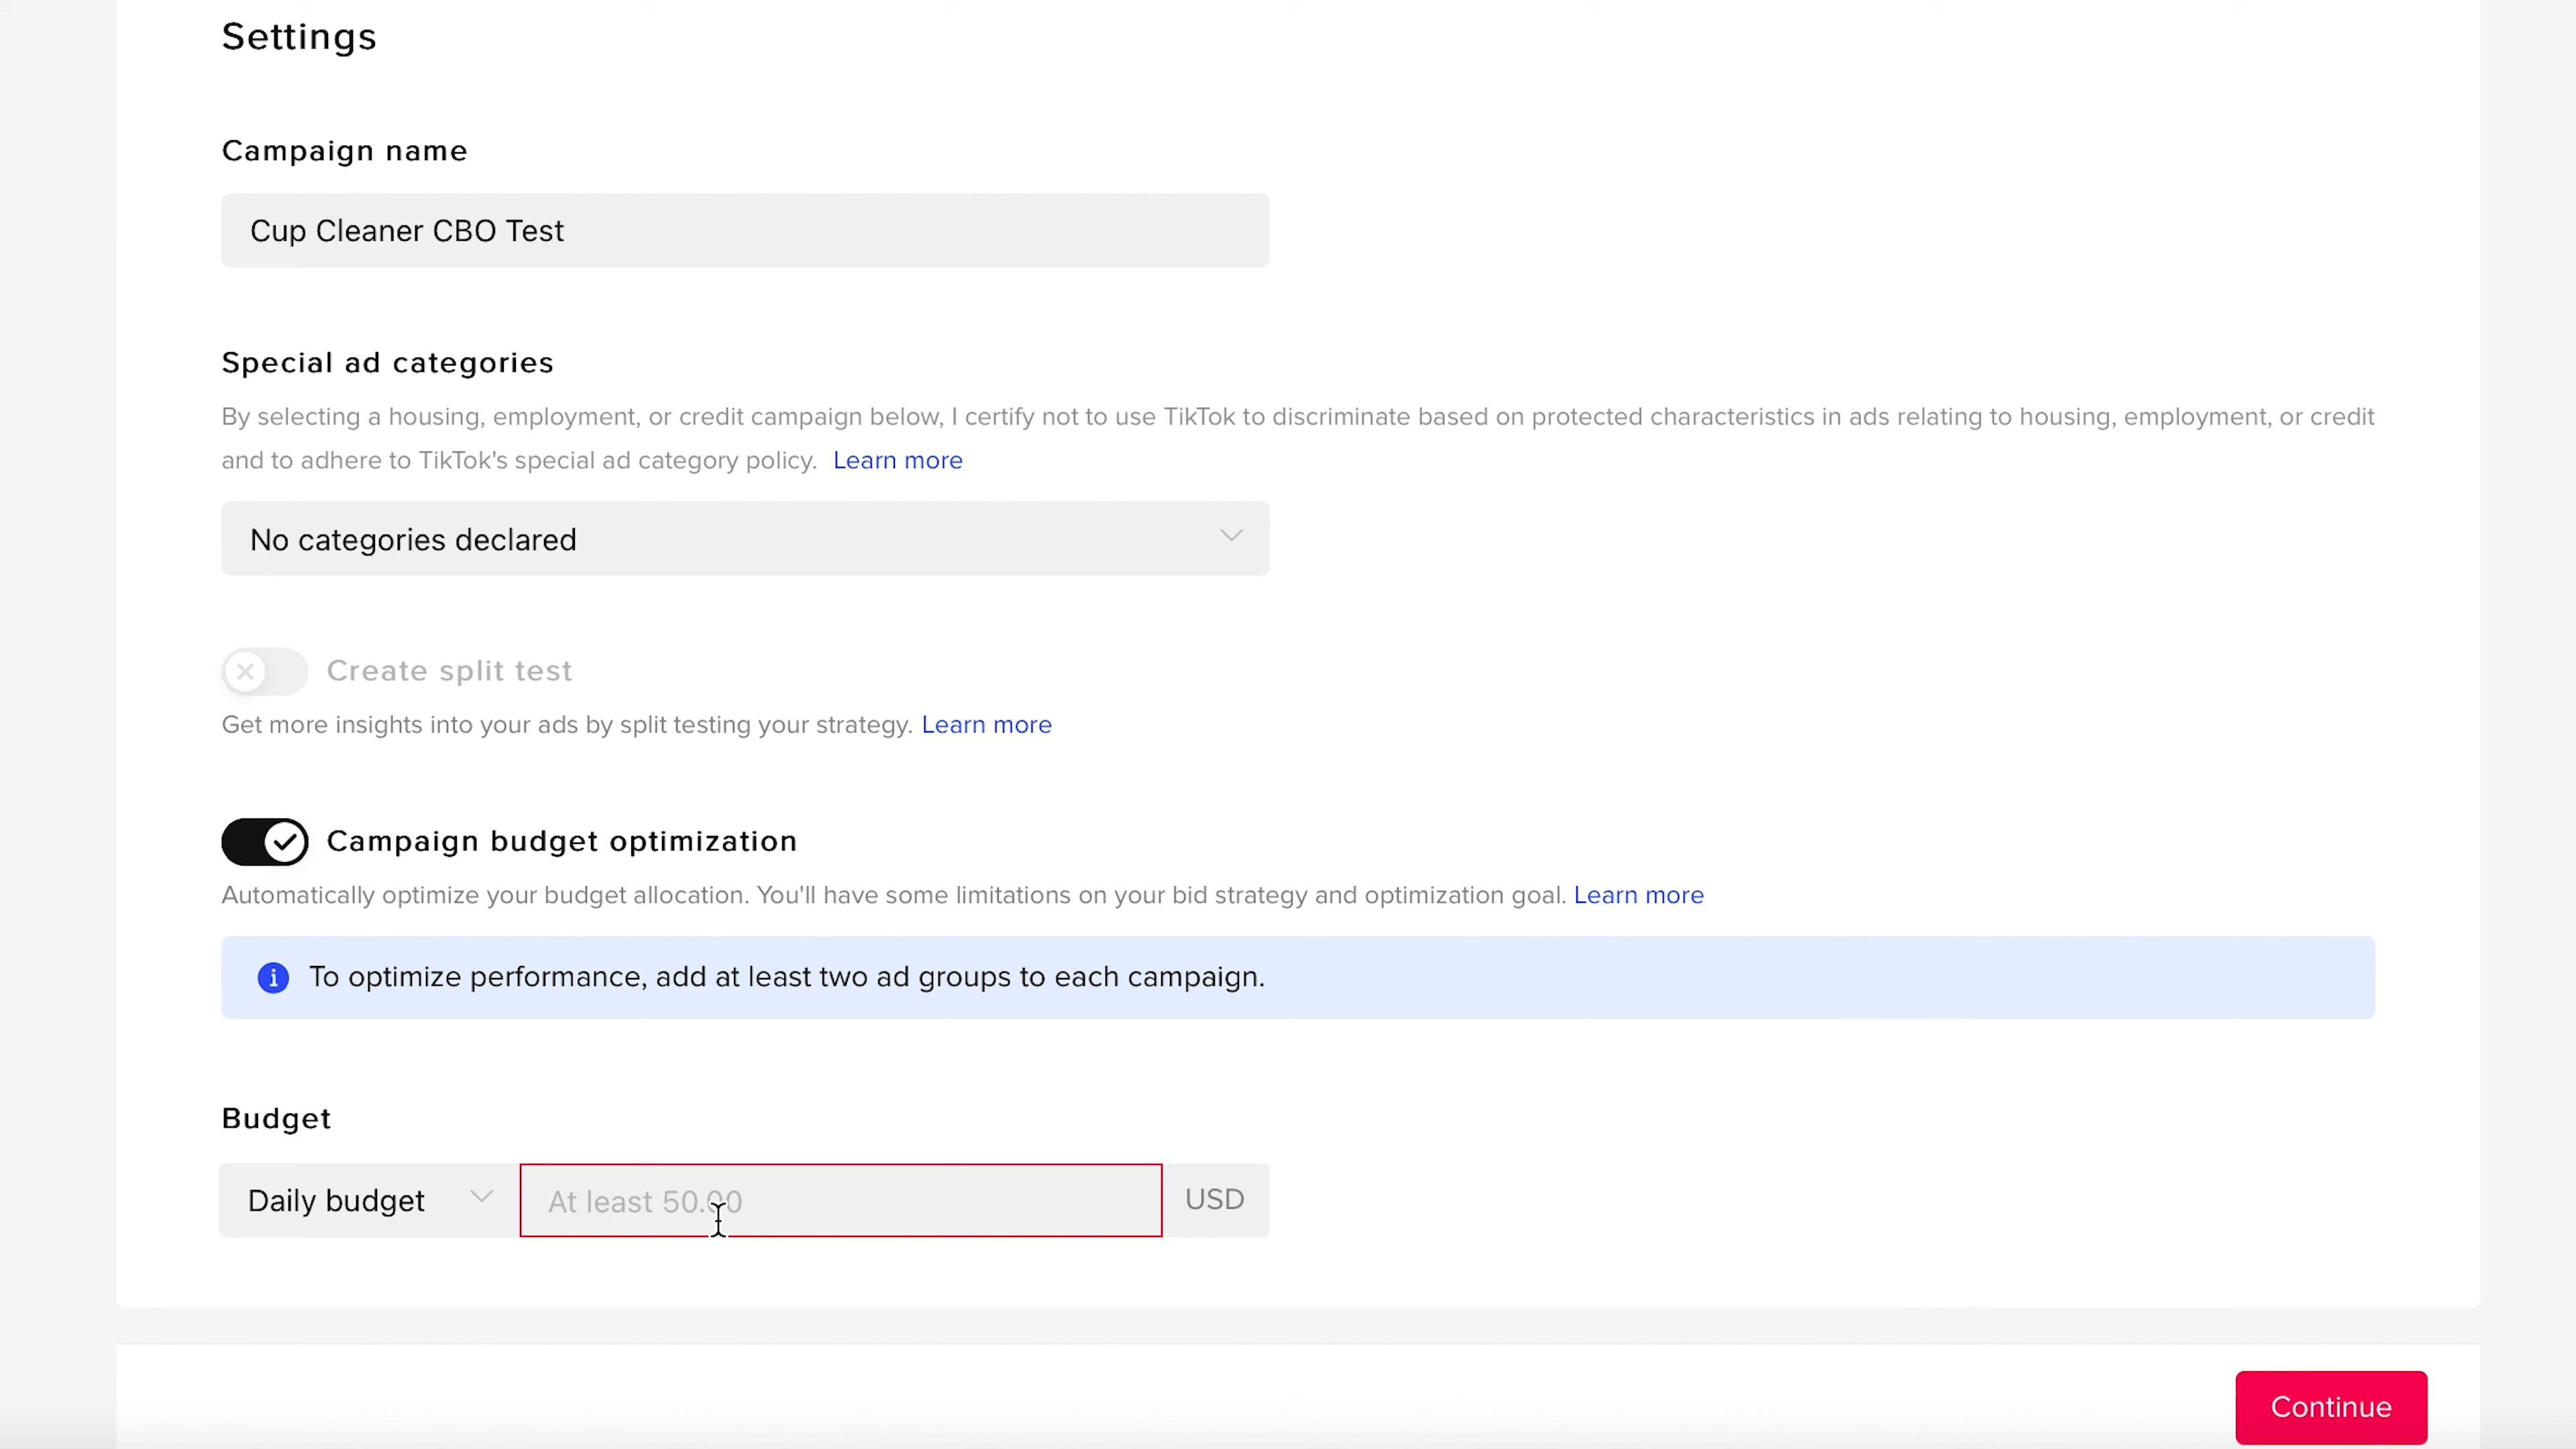 Settings
Campaign name
Cup Cleaner CBO Test
Special ad categories
By selecting a housing, employment, or credit campaign below, I certify not to use TikTok to discriminate based on protected characteristics in ads relating to housing, employment, or credit
and to adhere to TikTok's special ad category policy. Learn more
No categories declared
Create split test
Get more insights into your ads by split testing your strategy. Learn more
Campaign budget optimization
Automatically optimize your budget allocation. You'll have some limitations on your bid strategy and optimization goal. Learn more
To optimize performance, add at least two ad groups to each campaign.
Budget
Daily budget At least 50.00 USD
Continue